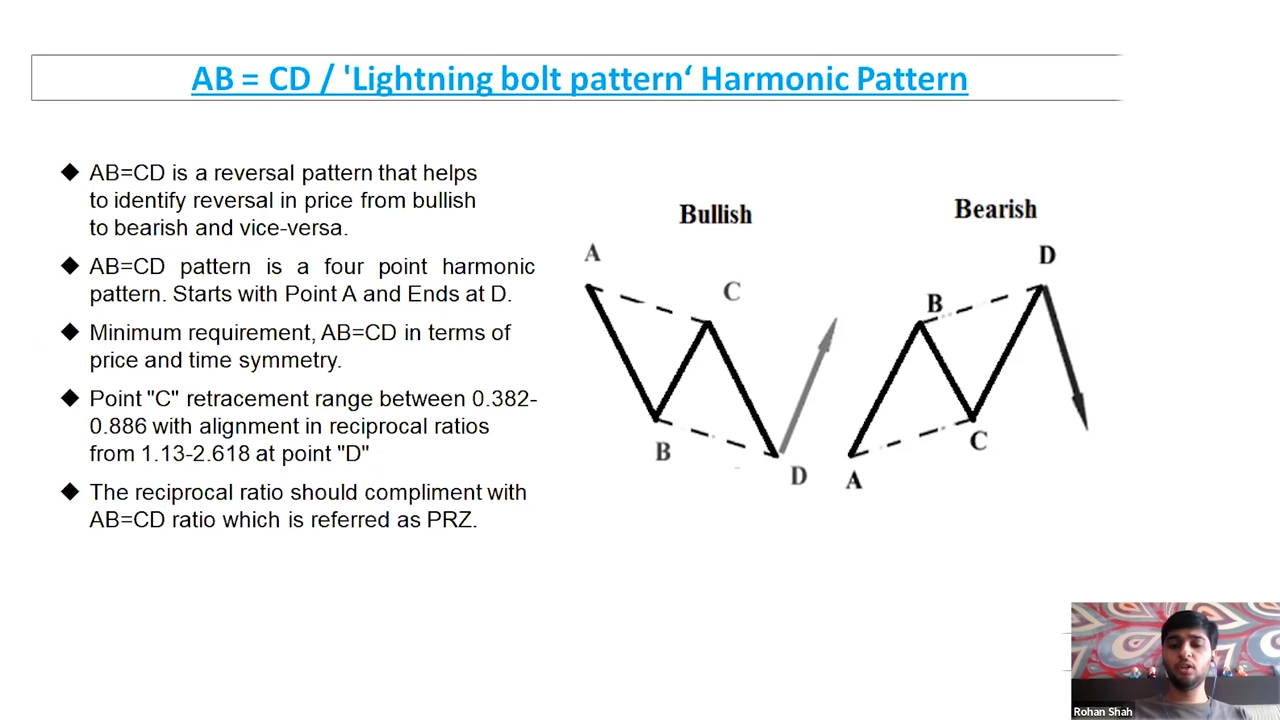 AB = CD / 'Lightning bolt pattern‘ Harmonic Pattern
◆ AB=CD is a reversal pattern that helps
to identify reversal in price from bullish
to bearish and vice-versa.
◆ AB=CD pattern is a four point harmonic
pattern. Starts with Point A and Ends at D.
◆ Minimum requirement, AB=CD in terms of
price and time symmetry.
◆ Point "C" retracement range between 0.382-
0.886 with alignment in reciprocal ratios
from 1.13-2.618 at point "D"
◆ The reciprocal ratio should compliment with
AB=CD ratio which is referred as PRZ.
Bullish
A
C
B
D
Bearish
D
B
C
A
Rohan Shah